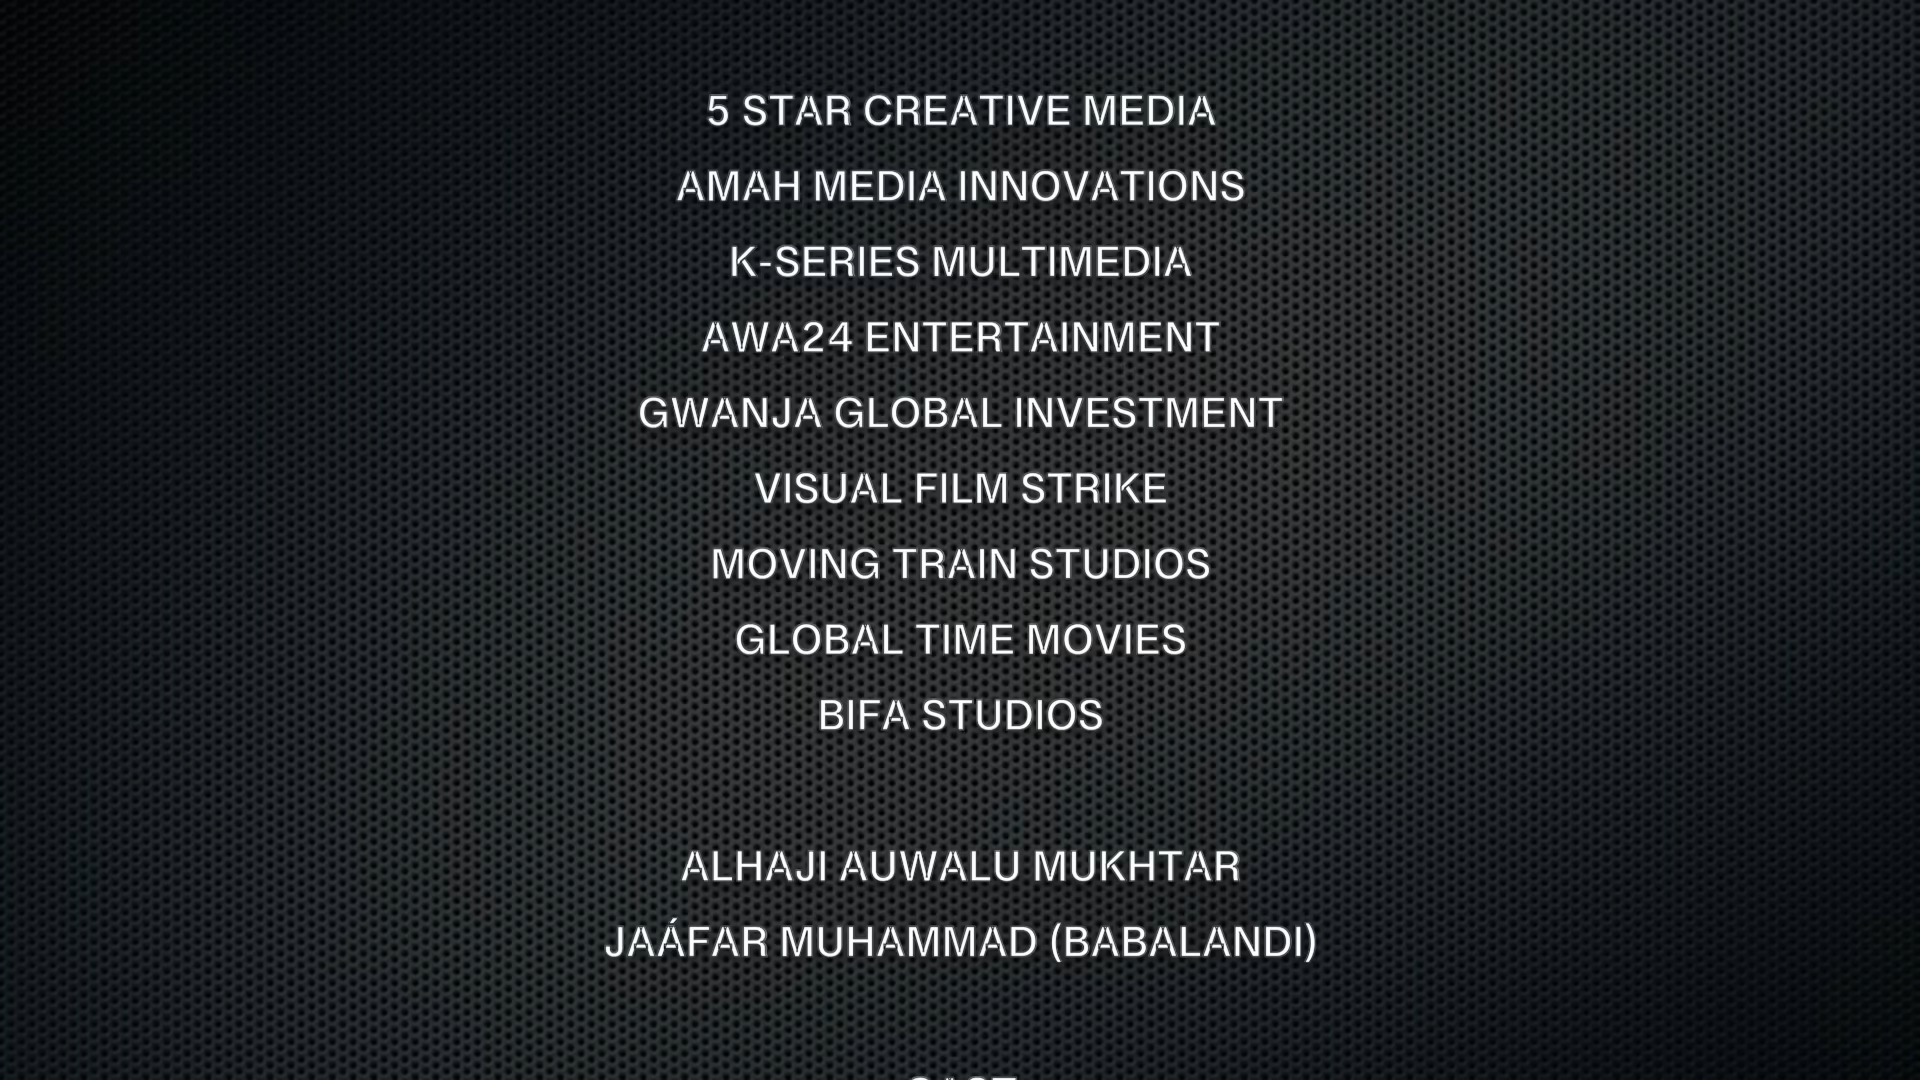 5 STAR CREATIVE MEDIA
AMAH MEDIA INNOVATIONS
K-SERIES MULTIMEDIA
AWA24 ENTERTAINMENT
GWANJA GLOBAL INVESTMENT
VISUAL FILM STRIKE
MOVING TRAIN STUDIOS
GLOBAL TIME MOVIES
BIFA STUDIOS
ALHAJI AUWALU MUKHTAR
JAÁFAR MUHAMMAD (BABALANDI)